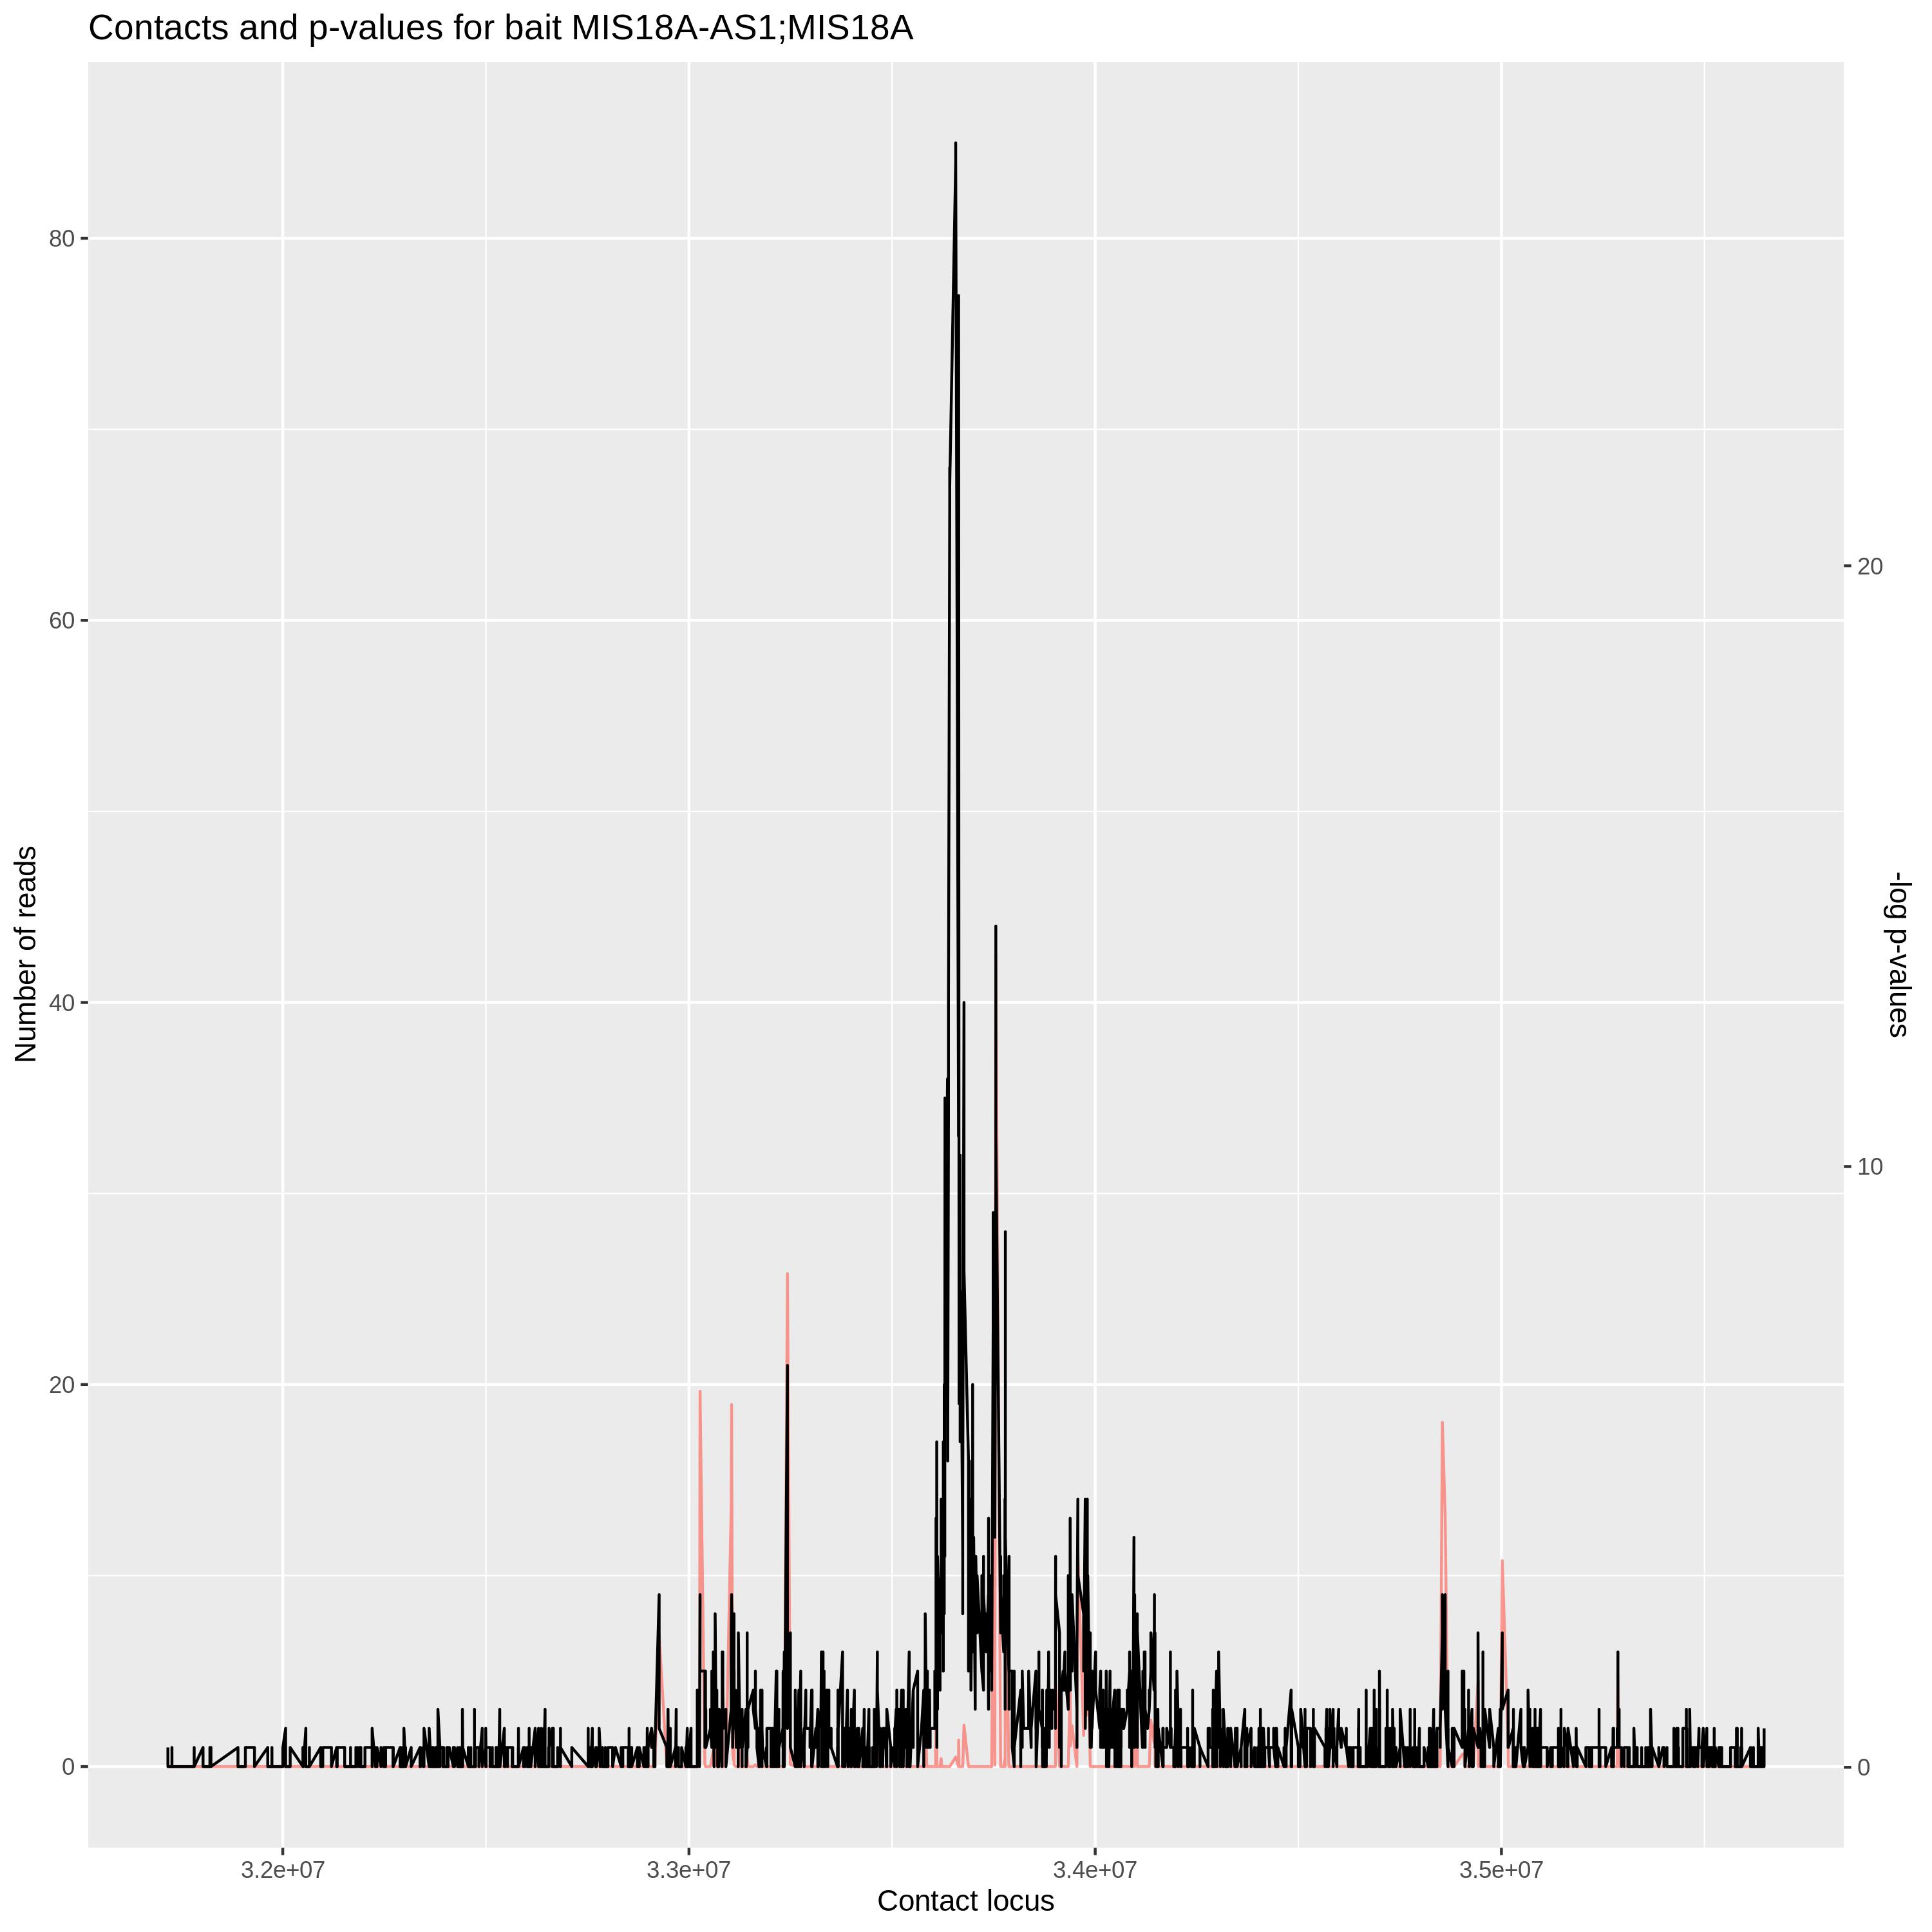 Contacts and p-values for bait MIS18A-AS1;MIS18A
80
60
40
20
0
Number of reads
20
10
0
-log p-values
3.2e+07
3.3e+07
3.4e+07
3.5e+07
Contact locus